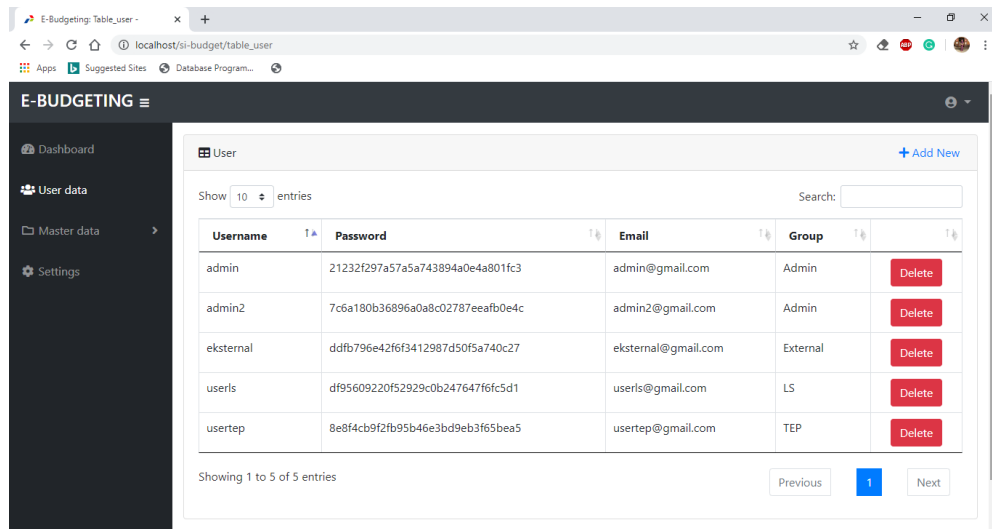 E-Budgeting: Table_user -
localhost/si-budget/table_user
ABP
G
Apps
b Suggested Sites
Database Program...
E-BUDGETING
Dashboard
User data
Master data
Settings
User
Add New
Show 10 entries
Search:
Username Password Email Group
admin 21232f297a57a5a743894a0e4a801fc3 admin@gmail.com Admin Delete
admin2 7c6a180b36896a0a8c02787eeafb0e4c admin2@gmail.com Admin Delete
eksternal ddfb796e42f6f3412987d50f5a740c27 eksternal@gmail.com External Delete
userls df95609220f52929c0b247647f6fc5d1 userls@gmail.com LS Delete
usertep 8e8f4cb9f2fb95b46e3bd9eb3f65bea5 usertep@gmail.com TEP Delete
Showing 1 to 5 of 5 entries
Previous 1 Next